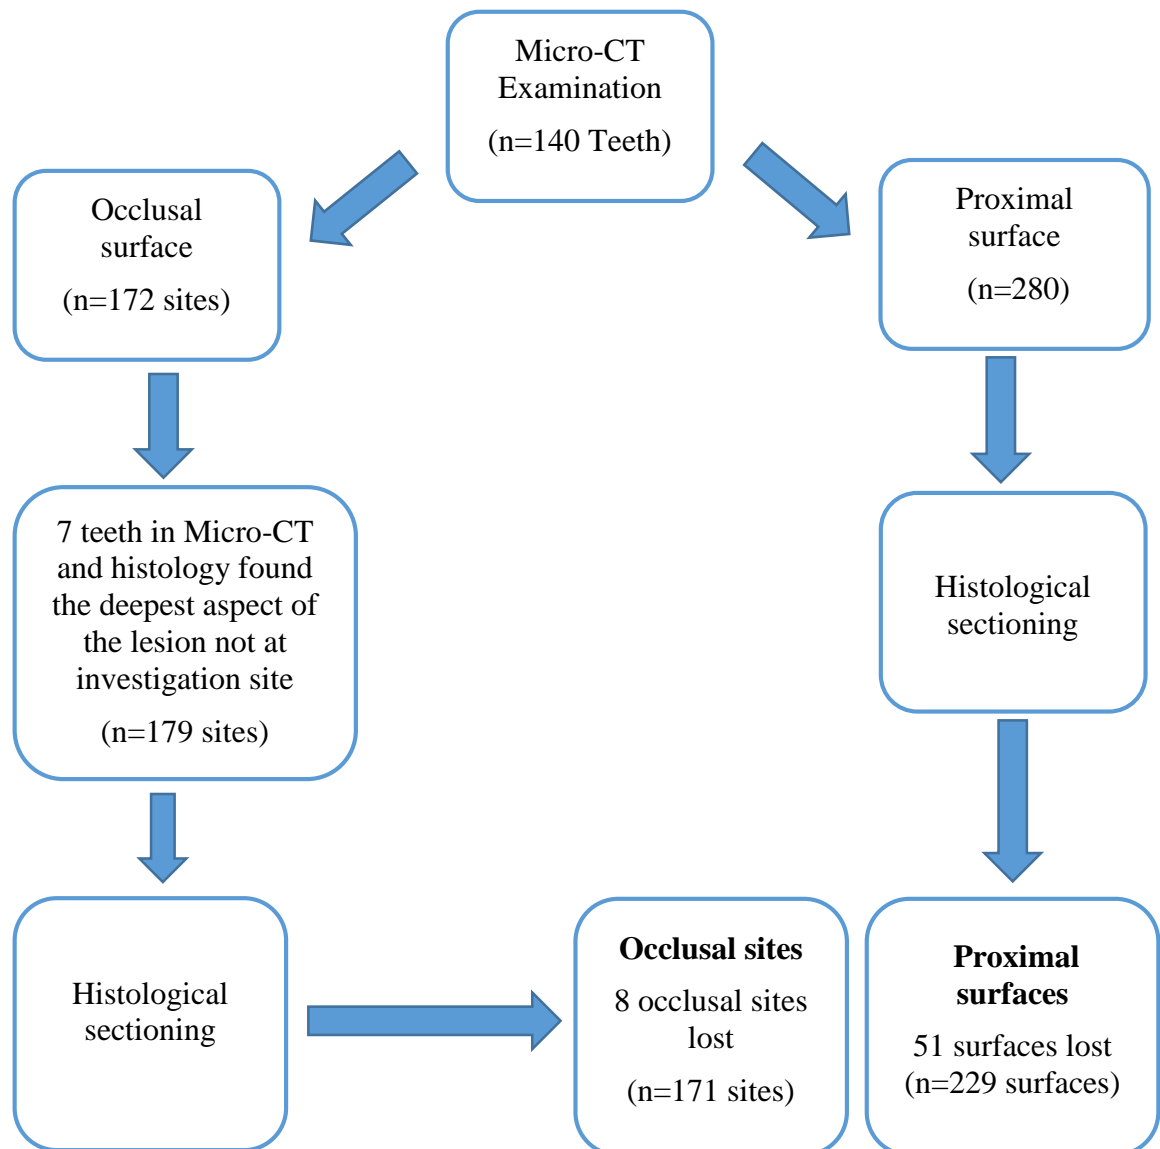 Micro-CT
Examination
(n=140 Teeth)
Occlusal
surface
(n=172 sites)
Proximal
surface
(n=280)
7 teeth in Micro-CT
and histology found
the deepest aspect of
the lesion not at
investigation site
(n=179 sites)
Histological
sectioning
Histological
sectioning
Occlusal sites
8 occlusal sites
lost
(n=171 sites)
Proximal
surfaces
51 surfaces lost
(n=229 surfaces)